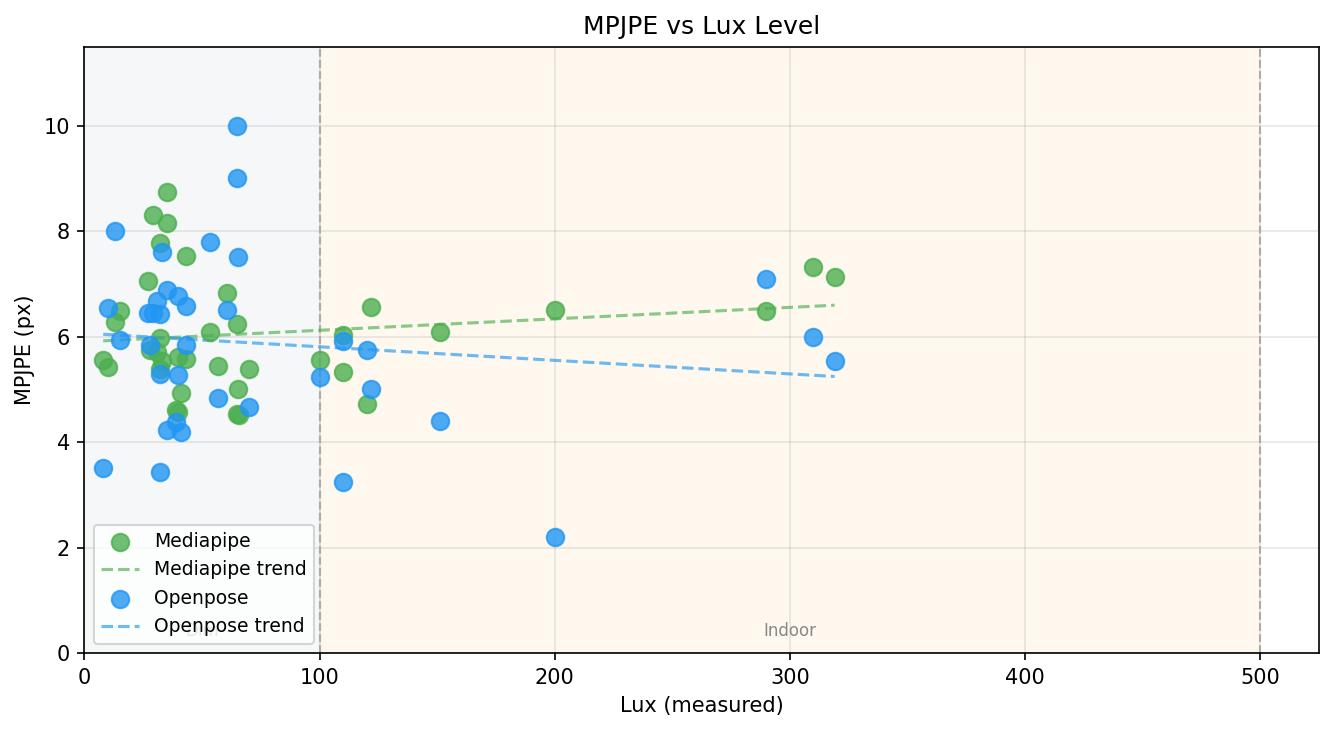 MPJPE vs Lux Level
MPJPE (px)
10
8
6
4
2
0
Mediapipe
Mediapipe trend
Openpose
Openpose trend
Indoor
0 100 200 300 400 500
Lux (measured)